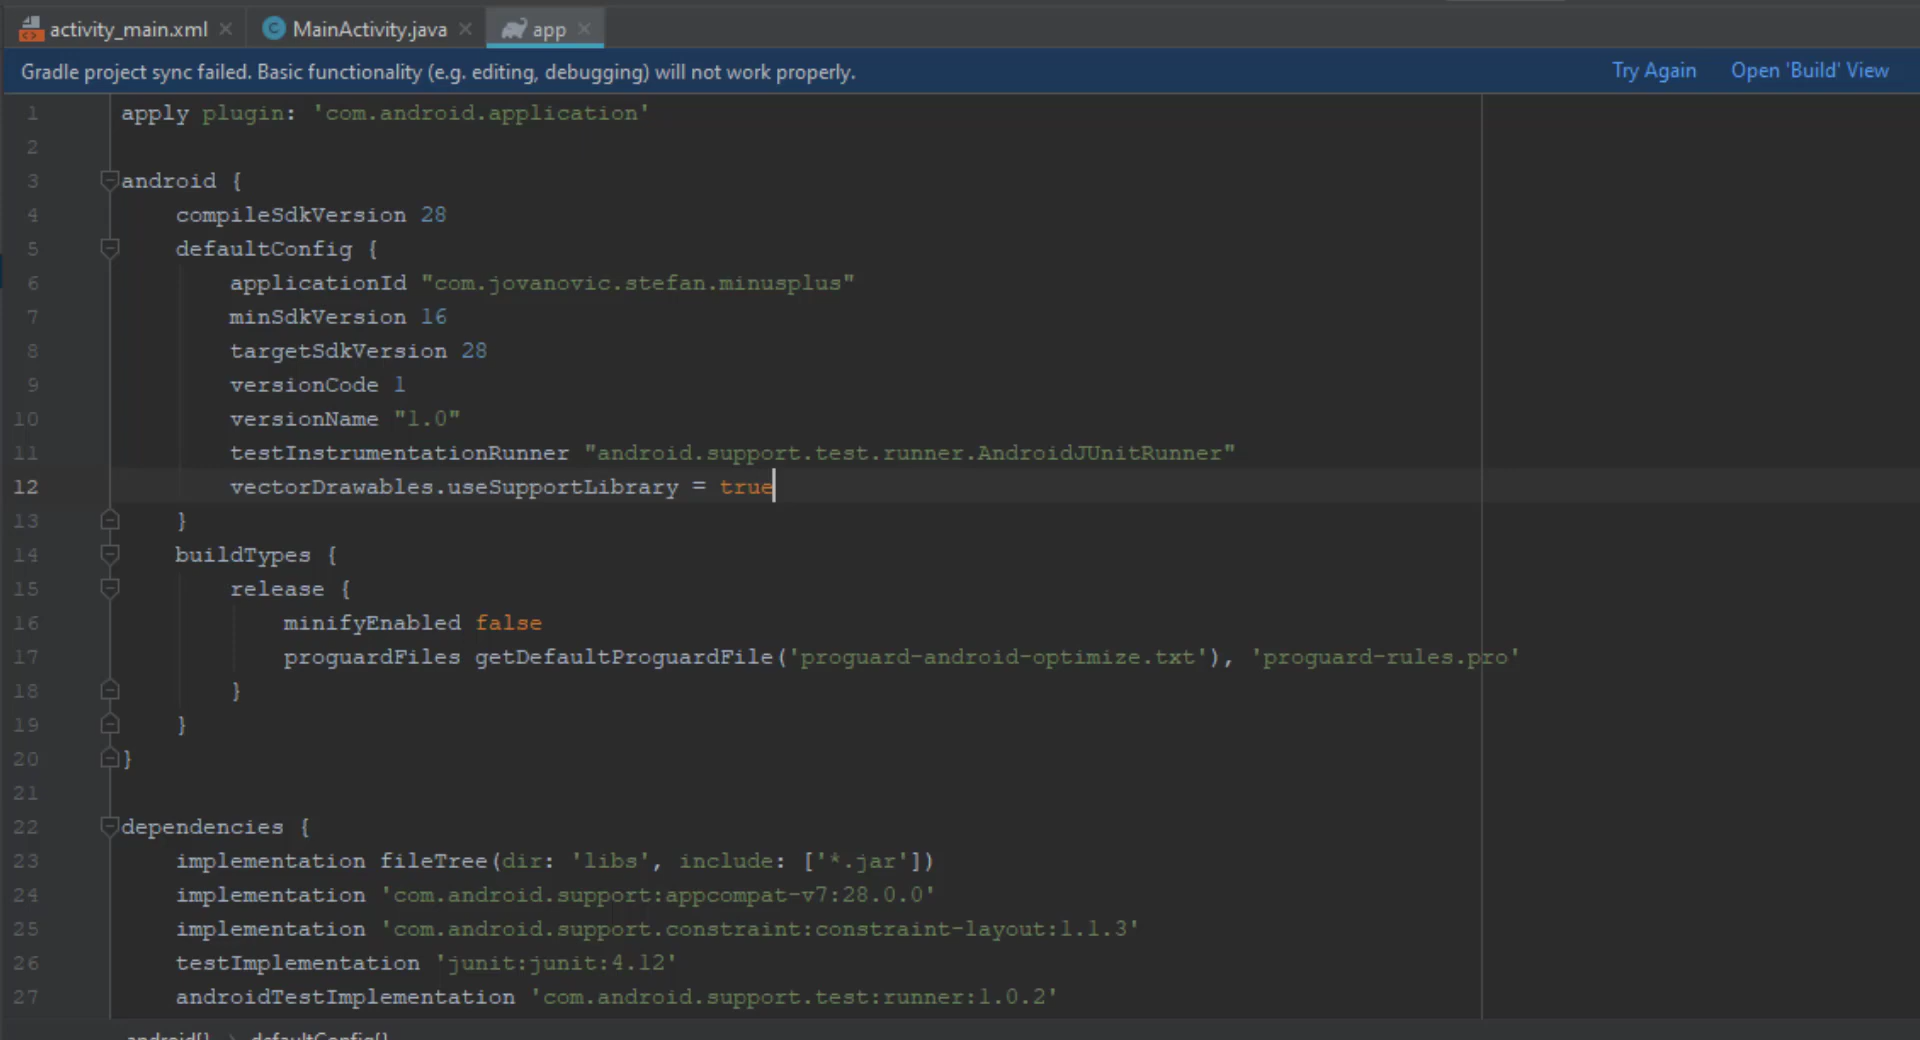 activity_main.xml MainActivity.java app
Gradle project sync failed. Basic functionality (e.g. editing, debugging) will not work properly. Try Again Open 'Build' View
1 apply plugin: 'com.android.application'
2
3 android {
4 compileSdkVersion 28
5 defaultConfig {
6 applicationId "com.jovanovic.stefan.minusplus"
7 minSdkVersion 16
8 targetSdkVersion 28
9 versionCode 1
10 versionName "1.0"
11 testInstrumentationRunner "android.support.test.runner.AndroidJUnitRunner"
12 vectorDrawables.useSupportLibrary = true
13 }
14 buildTypes {
15 release {
16 minifyEnabled false
17 proguardFiles getDefaultProguardFile('proguard-android-optimize.txt'), 'proguard-rules.pro'
18 }
19 }
20 }
21
22 dependencies {
23 implementation fileTree(dir: 'libs', include: ['*.jar'])
24 implementation 'com.android.support:appcompat-v7:28.0.0'
25 implementation 'com.android.support.constraint:constraint-layout:1.1.3'
26 testImplementation 'junit:junit:4.12'
27 androidTestImplementation 'com.android.support.test:runner:1.0.2'
android{} › defaultConfig{}